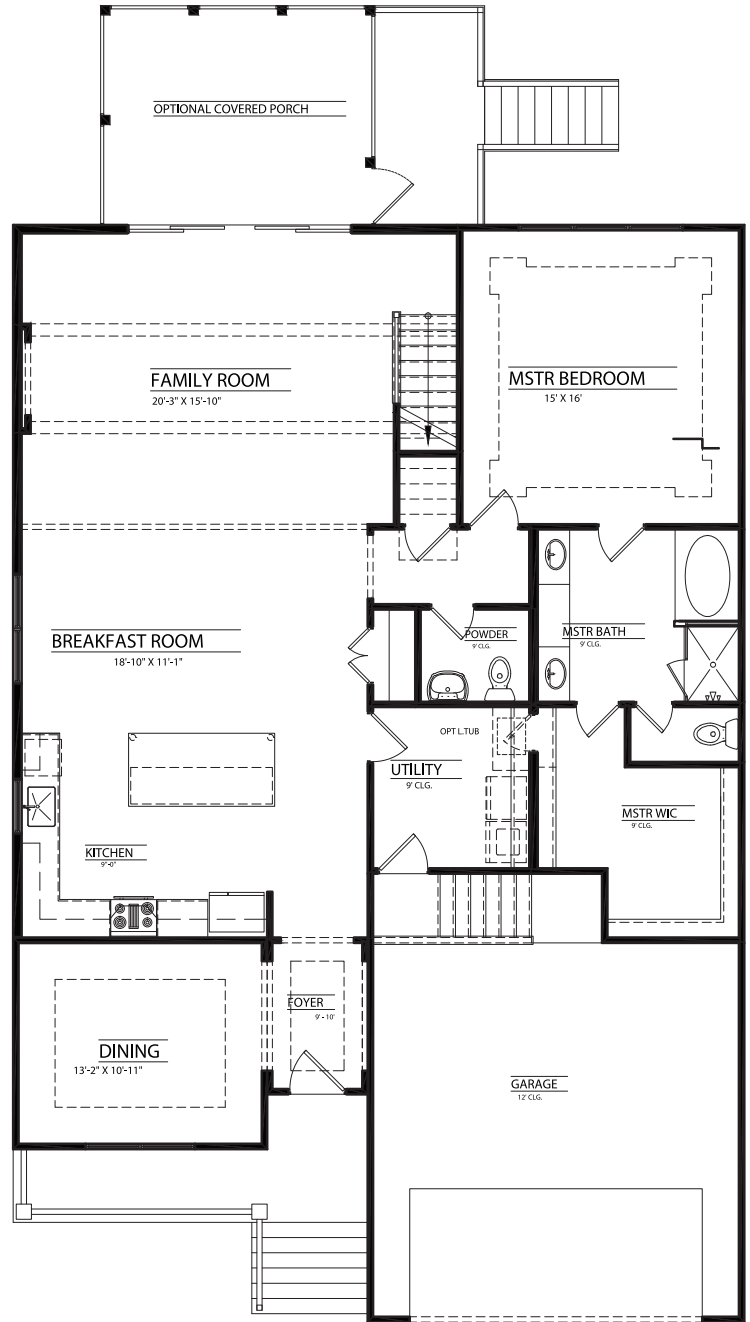 OPTIONAL COVERED PORCH
FAMILY ROOM
20'-3" X 15'-10"
MSTR BEDROOM
15' X 16'
BREAKFAST ROOM
18'-10" X 11'-1"
POWDER
9' CLG.
MSTR BATH
9' CLG.
OPT L.TUB
UTILITY
9' CLG.
MSTR WIC
9' CLG.
KITCHEN
9'-0"
FOYER
9' - 10'
DINING
13'-2" X 10'-11"
GARAGE
12' CLG.